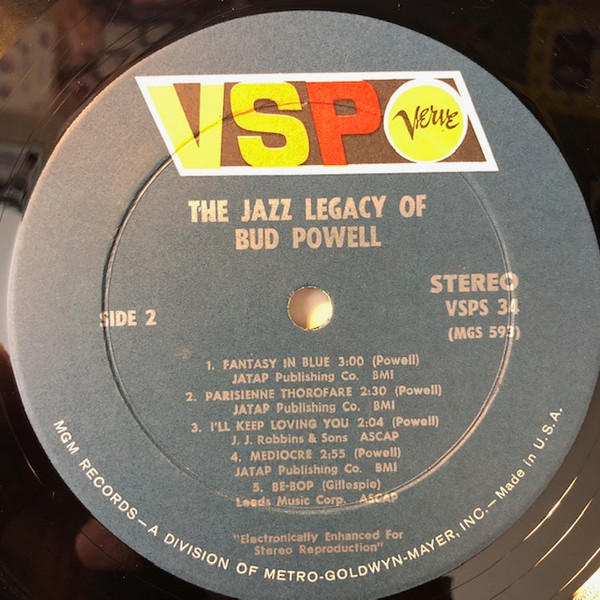 VSP Verve
THE JAZZ LEGACY OF
BUD POWELL
STEREO
VSPS 34
(MGS 593)
SIDE 2
1. FANTASY IN BLUE 3:00 (Powell)
JATAP Publishing Co. BMI
2. PARISIENNE THOROFARE 2:30 (Powell)
JATAP Publishing Co. BMI
3. I'LL KEEP LOVING YOU 2:04 (Powell)
J. J. Robbins & Sons ASCAP
4. MEDIOCRE 2:55 (Powell)
JATAP Publishing Co. BMI
5. BE-BOP (Gillespie)
Leeds Music Corp. ASCAP
"Electronically Enhanced For
Stereo Reproduction"
MGM RECORDS—A DIVISION OF METRO-GOLDWYN-MAYER, INC.—Made in U.S.A.